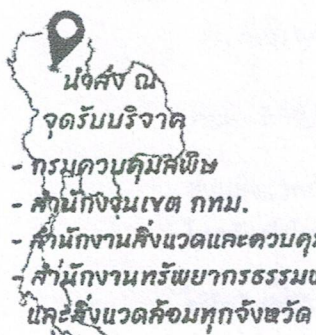 นำส่ง ณ
จุดรับบริจาค
- กรมควบคุมมลพิษ
- สำนักงานเขต กทม.
- สำนักงานสิ่งแวดและควบคุ
- สำนักงานทรัพยากรธรรม
และสิ่งแวดล้อมทุกจังหวัด